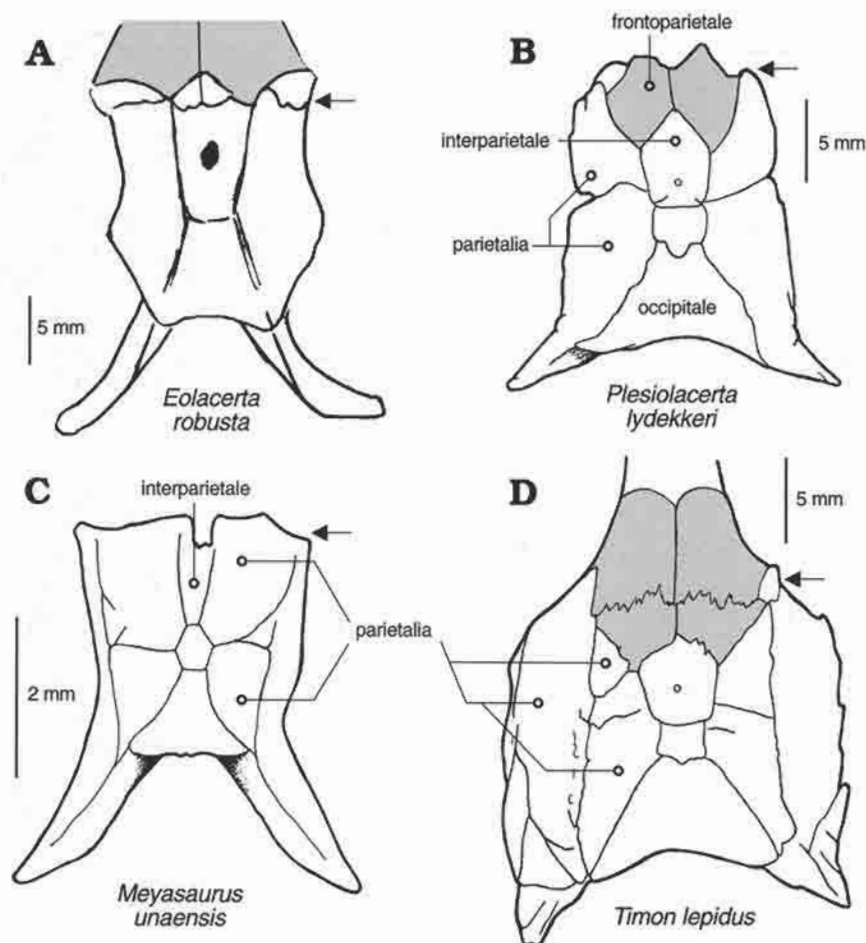 A
5 mm
Eolacerta
robusta
B
frontoparietale
interparietale
5 mm
parietalia
occipitale
Plesiolacerta
lydekkeri
C
interparietale
2 mm
parietalia
Meyasaurus
unaensis
D
5 mm
Timon lepidus